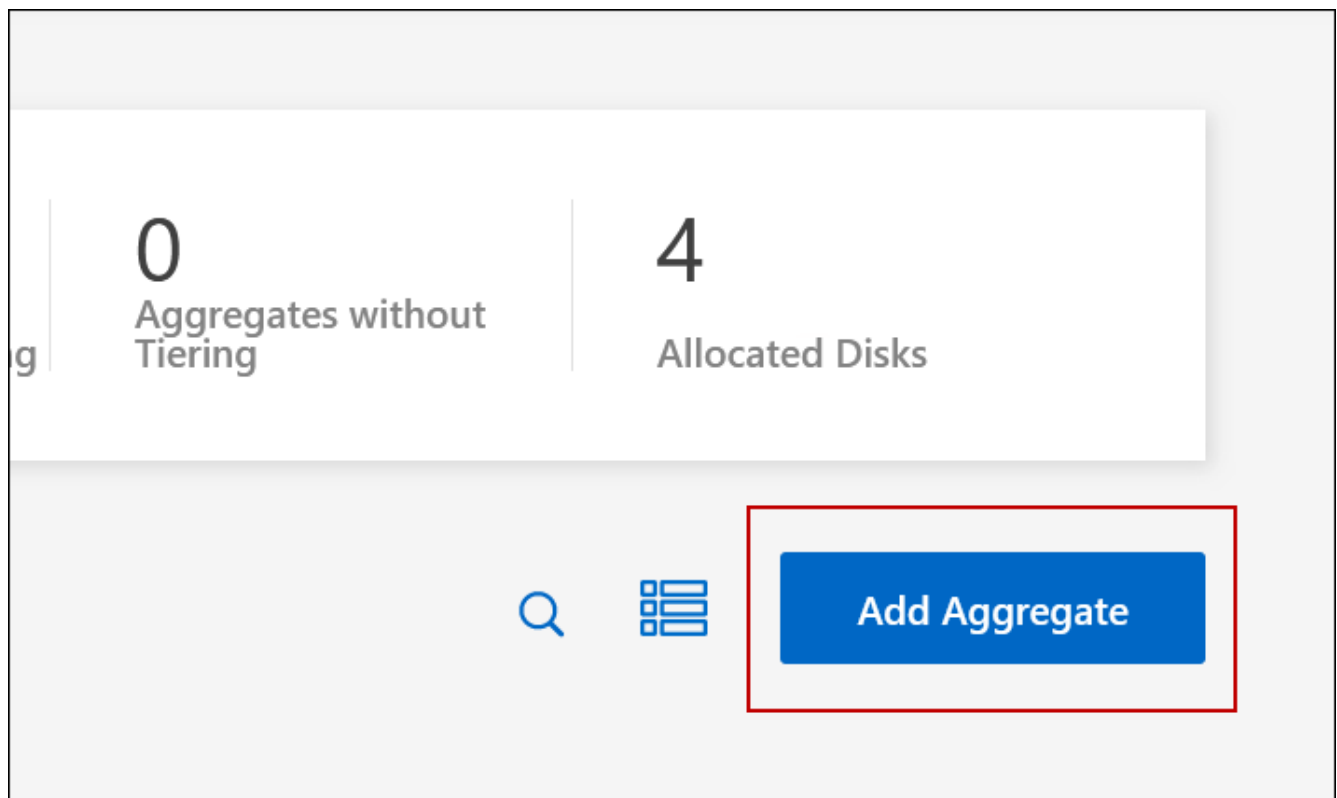 0
Aggregates without
Tiering
4
Allocated Disks
Add Aggregate